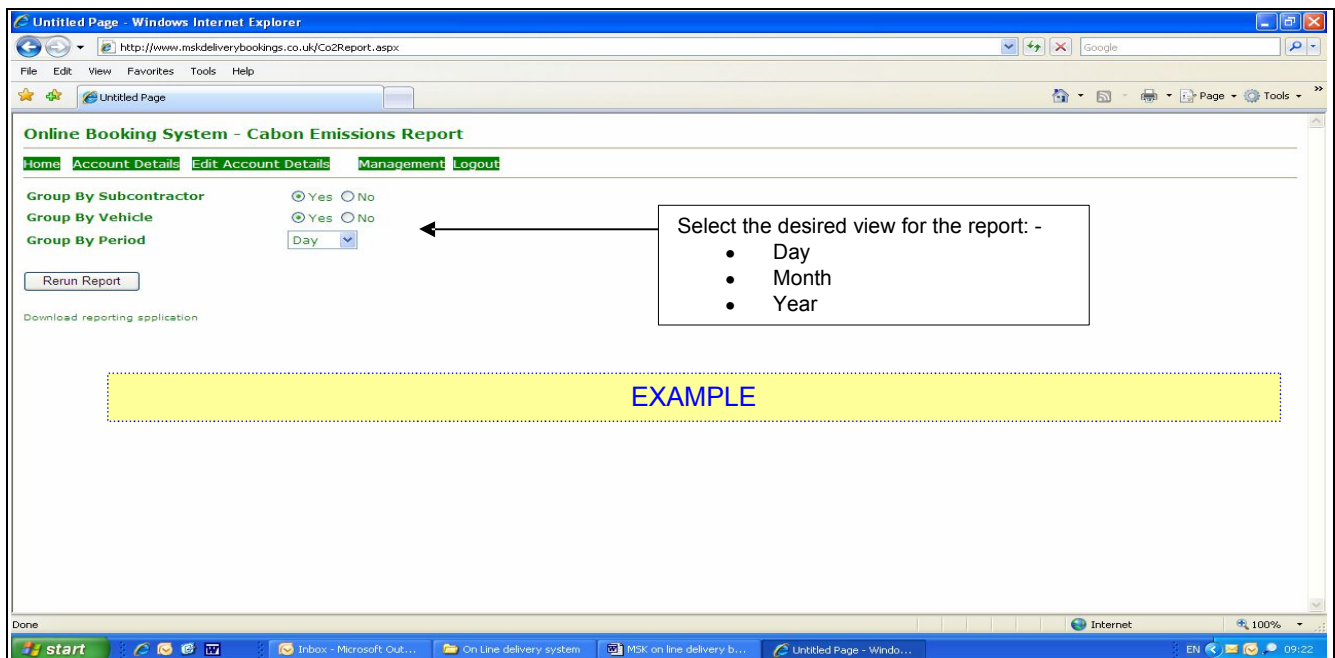 Untitled Page - Windows Internet Explorer
http://www.mskdeliverybookings.co.uk/Co2Report.aspx
Google
File Edit View Favorites Tools Help
Untitled Page
Page Tools
Online Booking System - Cabon Emissions Report
Home Account Details Edit Account Details Management Logout
Group By Subcontractor Yes No
Group By Vehicle Yes No
Group By Period Day
Select the desired view for the report: -
• Day
• Month
• Year
Rerun Report
Download reporting application
EXAMPLE
Done Internet 100%
start Inbox - Microsoft Out... On Line delivery system MSK on line delivery b... Untitled Page - Windo... EN 09:22